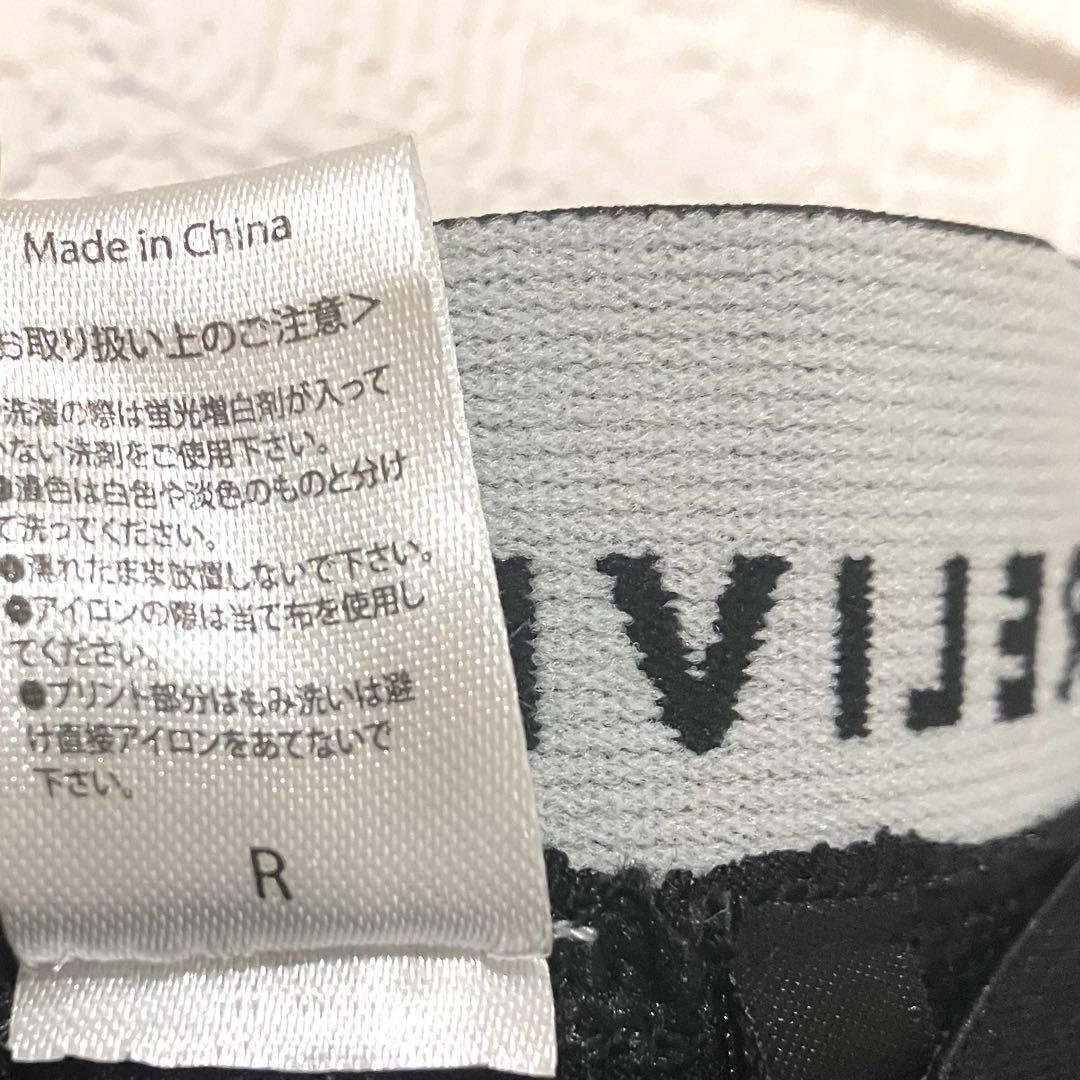 Made in China
お取り扱い上のご注意＞
洗濯の際は蛍光増白剤が入って
いない洗剤をご使用下さい。
●濃色は白色や淡色のものと分け
て洗ってください。
●濡れたまま放置しないで下さい。
●アイロンの際は当て布を使用し
てください。
●プリント部分はもみ洗いは避
け直接アイロンをあてないで
下さい。
R